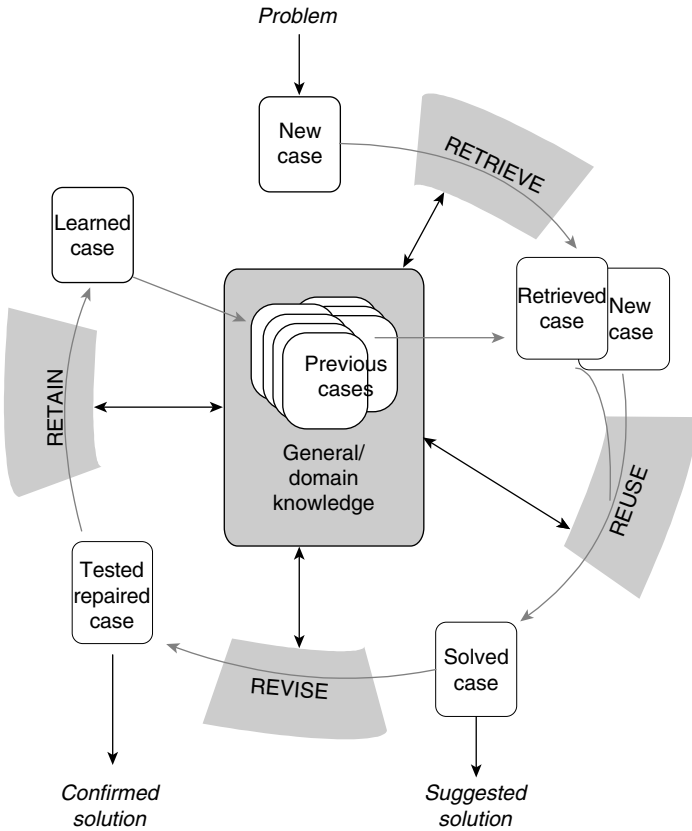 Problem
New
case
RETRIEVE
Learned
case
Retrieved
case
New
case
Previous
cases
RETAIN
General/
domain
knowledge
REUSE
Tested
repaired
case
Solved
case
REVISE
Confirmed
solution
Suggested
solution